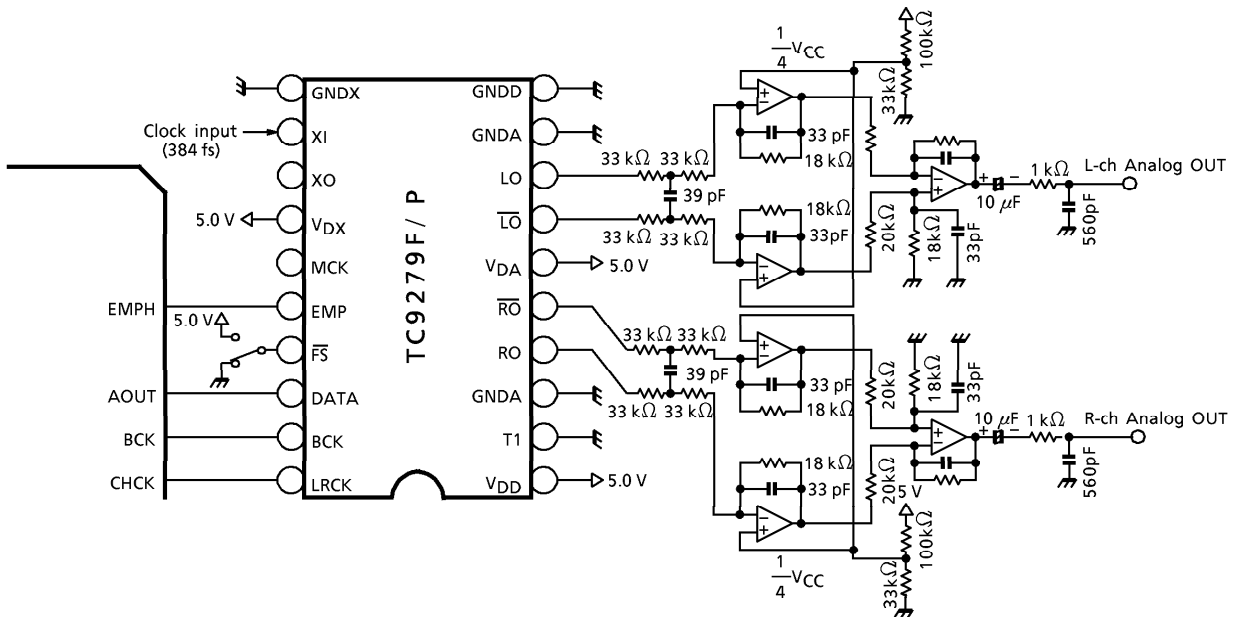 GNDX
Clock input
(384 fs)
XI
XO
5.0 V
VDX
MCK
EMPH
EMP
5.0 V
FS
AOUT
DATA
BCK
BCK
CHCK
LRCK
TC9279F/ P
GNDD
GNDA
LO
LO
VDA
5.0 V
RO
RO
GNDA
T1
VDD
5.0 V
33 kΩ
33 kΩ
39 pF
33 kΩ
33 kΩ
1/4 VCC
33 pF
18 kΩ
18kΩ
33pF
100kΩ
33kΩ
20kΩ
18kΩ
33pF
+
−
10 μF
1 kΩ
560pF
L-ch Analog OUT
33 kΩ
33 kΩ
39 pF
33 kΩ
33 kΩ
33 pF
18 kΩ
18 kΩ
33 pF
20kΩ
18kΩ
33pF
20kΩ
10 μF
+
−
1 kΩ
560pF
R-ch Analog OUT
5 V
100kΩ
33kΩ
1/4 VCC